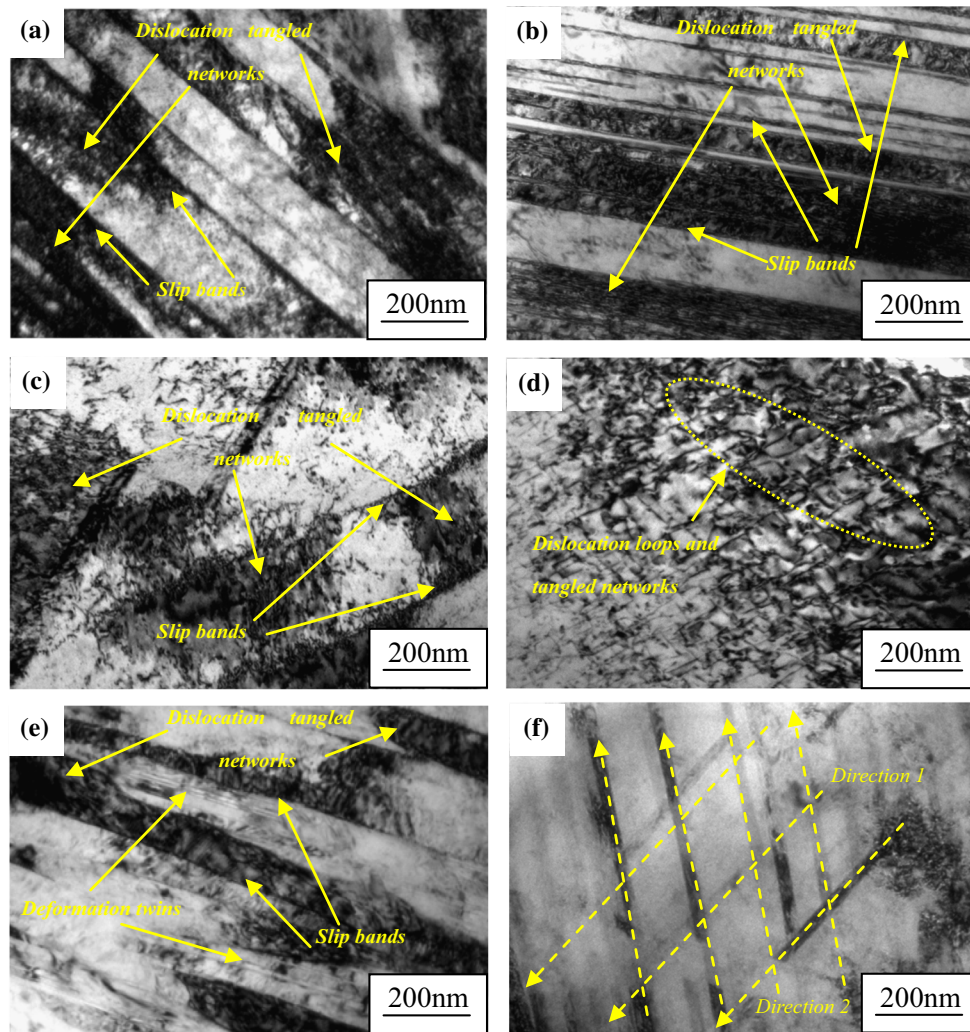 (a)
Dislocation tangled
networks
Slip bands
200nm
(b)
Dislocation tangled
networks
Slip bands
200nm
(c)
Dislocation tangled
networks
Slip bands
200nm
(d)
Dislocation loops and
tangled networks
200nm
(e)
Dislocation tangled
networks
Deformation twins
Slip bands
200nm
(f)
Direction 1
Direction 2
200nm